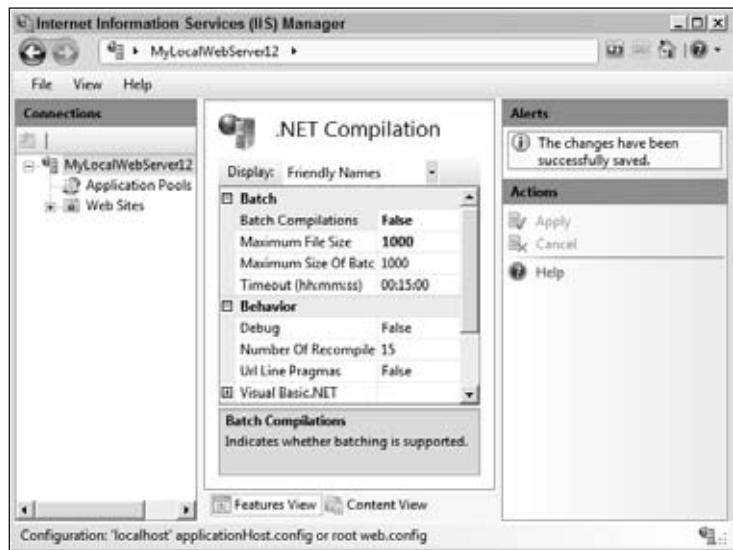 Internet Information Services (IIS) Manager
MyLocalWebServer12
File View Help
Connections
MyLocalWebServer12
Application Pools
Web Sites
.NET Compilation
Display: Friendly Names
Batch
Batch Compilations False
Maximum File Size 1000
Maximum Size Of Batc 1000
Timeout (hh:mm:ss) 00:15:00
Behavior
Debug False
Number Of Recompile 15
Url Line Pragmas False
Visual Basic.NET
Batch Compilations
Indicates whether batching is supported.
Features View Content View
Alerts
The changes have been
successfully saved.
Actions
Apply
Cancel
Help
Configuration: 'localhost' applicationHost.config or root web.config